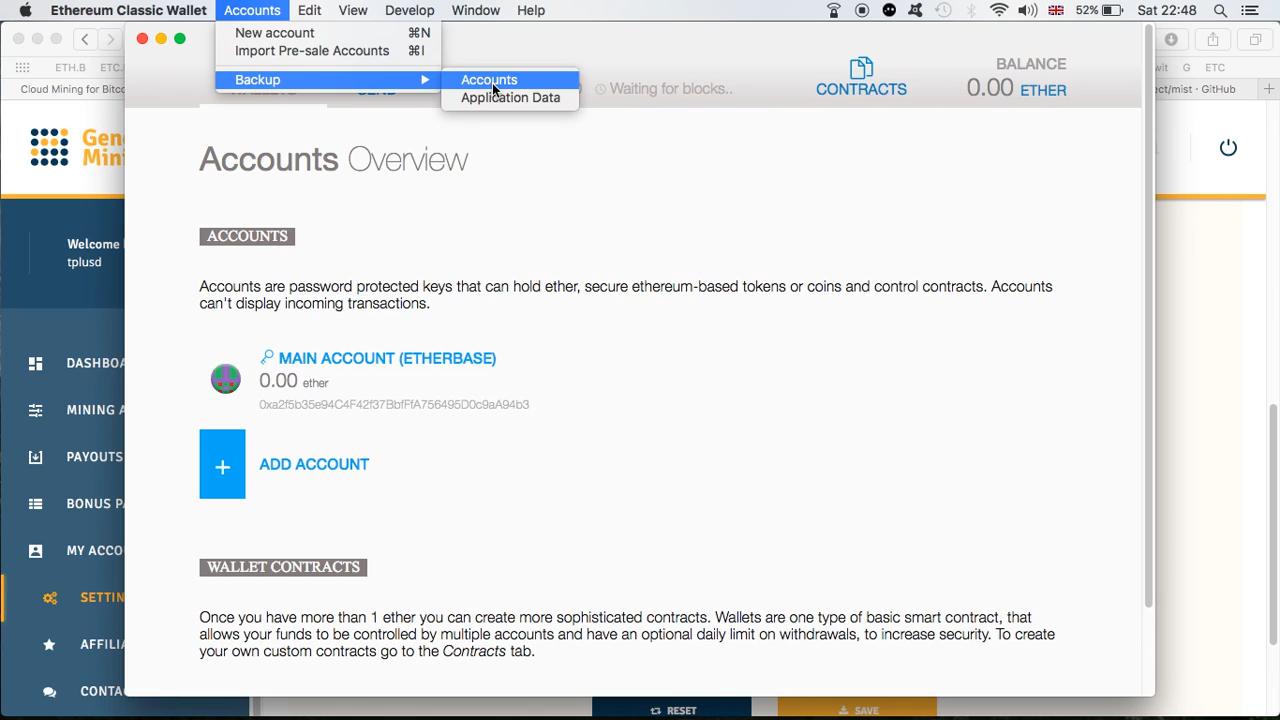 Ethereum Classic Wallet Accounts Edit View Develop Window Help 52% Sat 22:48
New account ⌘N
Import Pre-sale Accounts ⌘I
Backup
Accounts
Application Data
ETH.B ETC.
wit G ETC
Cloud Mining for Bitco
ect/mist - GitHub
SEND
Waiting for blocks..
CONTRACTS
BALANCE
0.00 ETHER
Gen
Mini
Welcome
tplusd
DASHBOA
MINING A
PAYOUTS
BONUS PA
MY ACCO
SETTIN
AFFILIA
CONTAC
Accounts Overview
ACCOUNTS
Accounts are password protected keys that can hold ether, secure ethereum-based tokens or coins and control contracts. Accounts
can't display incoming transactions.
MAIN ACCOUNT (ETHERBASE)
0.00 ether
0xa2f5b35e94C4F42f37BbfFfA756495D0c9aA94b3
ADD ACCOUNT
WALLET CONTRACTS
Once you have more than 1 ether you can create more sophisticated contracts. Wallets are one type of basic smart contract, that
allows your funds to be controlled by multiple accounts and have an optional daily limit on withdrawals, to increase security. To create
your own custom contracts go to the Contracts tab.
RESET
SAVE